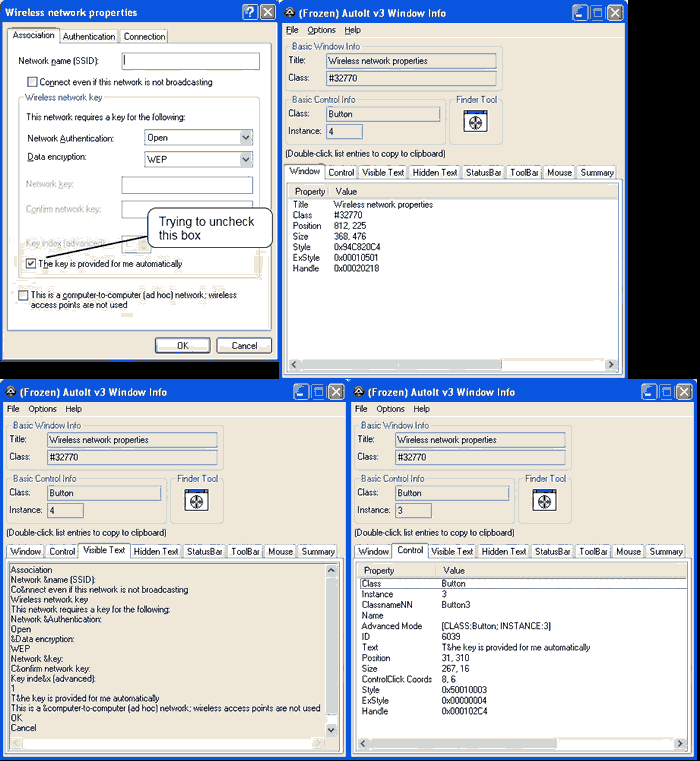 Wireless network properties
Association Authentication Connection
Network name (SSID):
Connect even if this network is not broadcasting
Wireless network key
This network requires a key for the following:
Network Authentication: Open
Data encryption: WEP
Network key:
Confirm network key:
Trying to uncheck
this box
Key index (advanced):
The key is provided for me automatically
This is a computer-to-computer (ad hoc) network; wireless
access points are not used
OK Cancel
(Frozen) AutoIt v3 Window Info
File Options Help
Basic Window Info
Title: Wireless network properties
Class: #32770
Basic Control Info Finder Tool
Class: Button
Instance: 4
(Double-click list entries to copy to clipboard)
Window Control Visible Text Hidden Text StatusBar ToolBar Mouse Summary
Property Value
Title Wireless network properties
Class #32770
Position 812, 225
Size 368, 476
Style 0x94C820C4
ExStyle 0x00010501
Handle 0x00020218
(Frozen) AutoIt v3 Window Info
File Options Help
Basic Window Info
Title: Wireless network properties
Class: #32770
Basic Control Info Finder Tool
Class: Button
Instance: 4
(Double-click list entries to copy to clipboard)
Window Control Visible Text Hidden Text StatusBar ToolBar Mouse Summary
Association
Network &name (SSID):
Co&nnect even if this network is not broadcasting
Wireless network key
This network requires a key for the following:
Network &Authentication:
Open
&Data encryption:
WEP
Network &key:
C&onfirm network key:
Key inde&x (advanced):
1
T&he key is provided for me automatically
This is a &computer-to-computer (ad hoc) network; wireless access points are not used
OK
Cancel
(Frozen) AutoIt v3 Window Info
File Options Help
Basic Window Info
Title: Wireless network properties
Class: #32770
Basic Control Info Finder Tool
Class: Button
Instance: 3
(Double-click list entries to copy to clipboard)
Window Control Visible Text Hidden Text StatusBar ToolBar Mouse Summary
Property Value
Class Button
Instance 3
ClassnameNN Button3
Name
Advanced Mode [CLASS:Button; INSTANCE:3]
ID 6039
Text T&he key is provided for me automatically
Position 31, 310
Size 267, 16
ControlClick Coords 8, 6
Style 0x50010003
ExStyle 0x00000004
Handle 0x000102C4